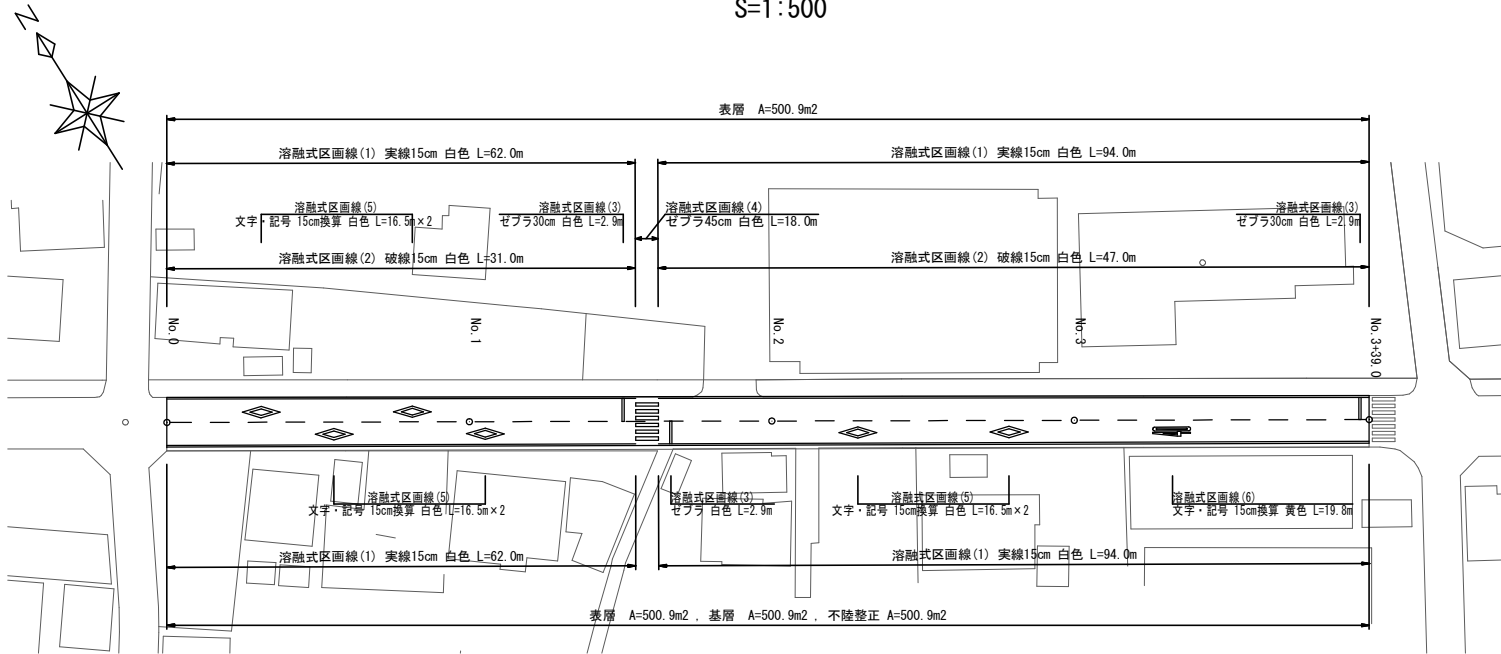 S=1:500
N
表層 A=500.9m2
溶融式区画線(1) 実線15cm 白色 L=62.0m
溶融式区画線(1) 実線15cm 白色 L=94.0m
溶融式区画線(5)
文字・記号 15cm換算 白色 L=16.5m×2
溶融式区画線(3)
ゼブラ30cm 白色 L=2.9m
溶融式区画線(4)
ゼブラ45cm 白色 L=18.0m
溶融式区画線(3)
ゼブラ30cm 白色 L=2.9m
溶融式区画線(2) 破線15cm 白色 L=31.0m
溶融式区画線(2) 破線15cm 白色 L=47.0m
No.0
No.1
No.2
No.3
No.3+39.0
溶融式区画線(5)
文字・記号 15cm換算 白色 L=16.5m×2
溶融式区画線(3)
ゼブラ 白色 L=2.9m
溶融式区画線(5)
文字・記号 15cm換算 白色 L=16.5m×2
溶融式区画線(6)
文字・記号 15cm換算 黄色 L=19.8m
溶融式区画線(1) 実線15cm 白色 L=62.0m
溶融式区画線(1) 実線15cm 白色 L=94.0m
表層 A=500.9m2 , 基層 A=500.9m2 , 不陸整正 A=500.9m2